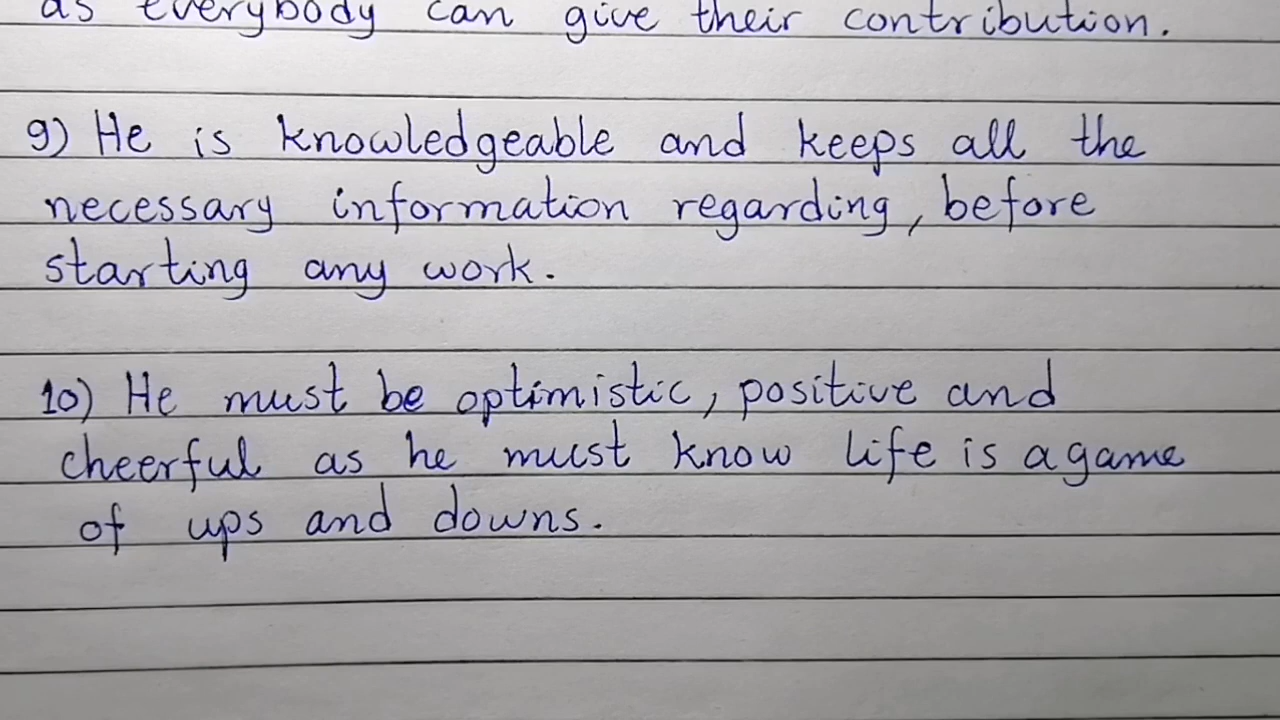 as everybody can give their contribution.
9) He is knowledgeable and keeps all the
necessary information regarding, before
starting any work.
10) He must be optimistic, positive and
cheerful as he must know life is a game
of ups and downs.